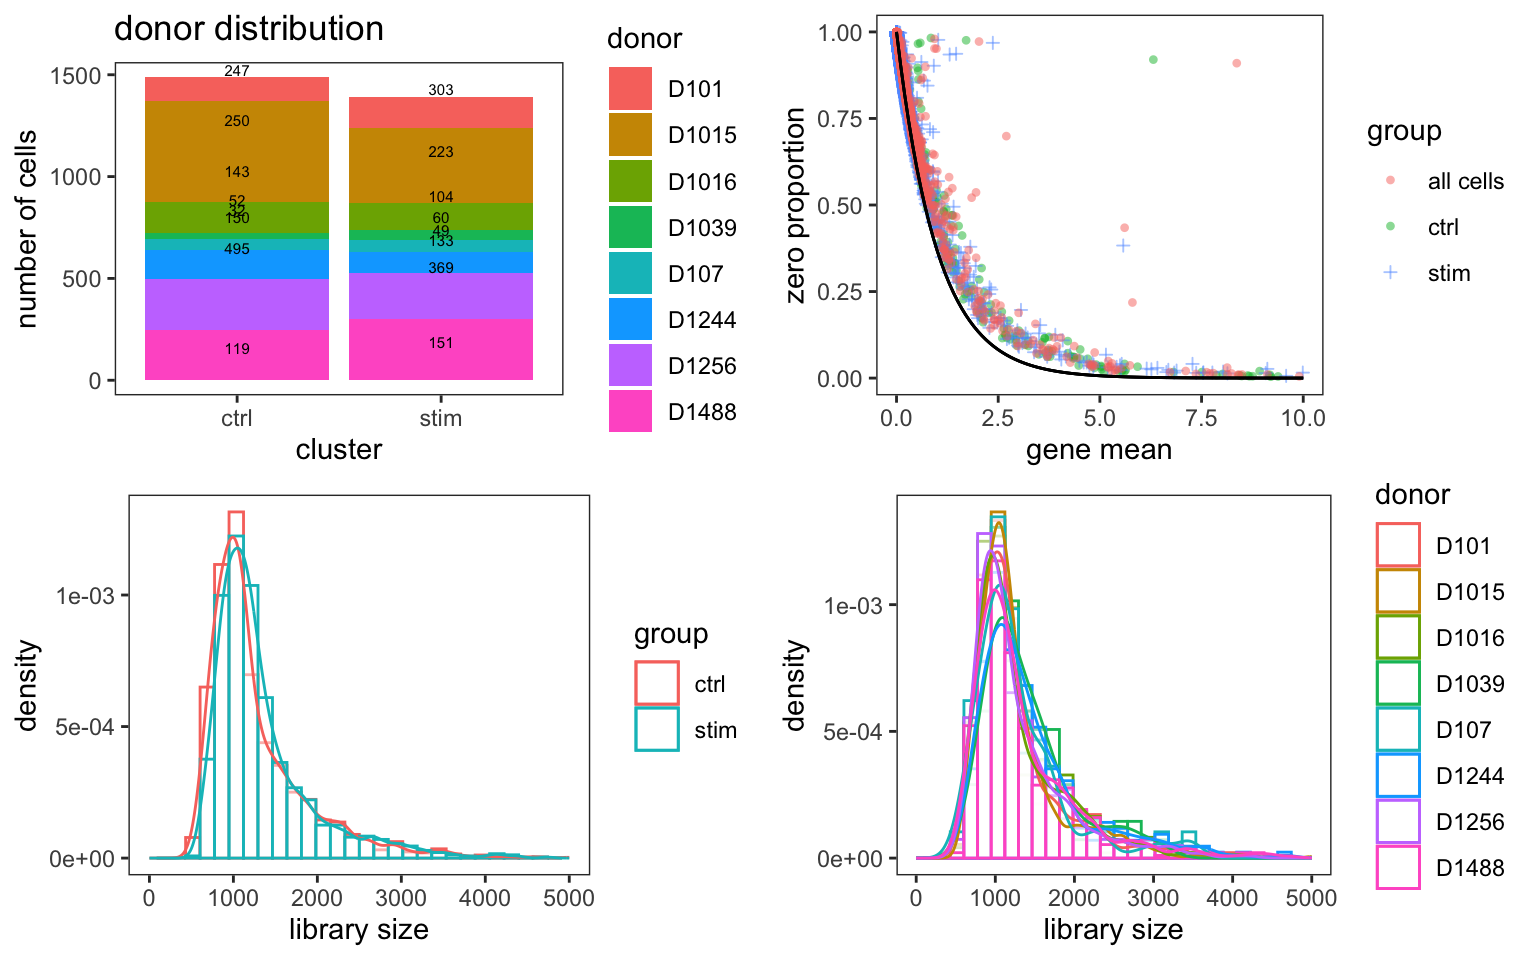 donor distribution
number of cells
1500
1000
500
0
247
250
143
52
130
495
119
303
223
104
60
49
133
369
151
ctrl
stim
cluster
donor
D101
D1015
D1016
D1039
D107
D1244
D1256
D1488
zero proportion
1.00
0.75
0.50
0.25
0.00
0.0
2.5
5.0
7.5
10.0
gene mean
group
all cells
ctrl
stim
density
1e-03
5e-04
0e+00
0
1000
2000
3000
4000
5000
library size
group
ctrl
stim
density
1e-03
5e-04
0e+00
0
1000
2000
3000
4000
5000
library size
donor
D101
D1015
D1016
D1039
D107
D1244
D1256
D1488